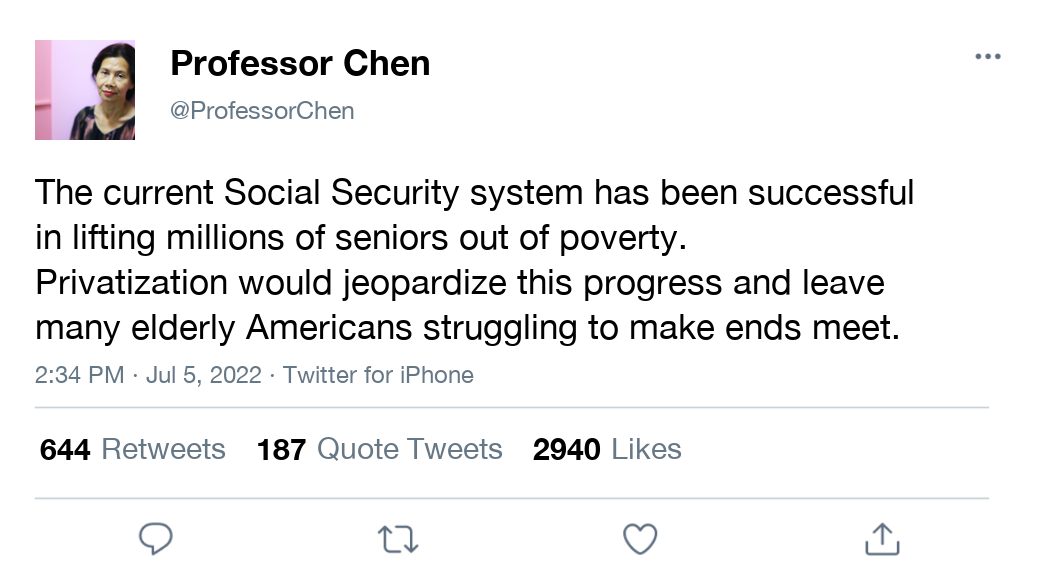 Professor Chen
@ProfessorChen
The current Social Security system has been successful
in lifting millions of seniors out of poverty.
Privatization would jeopardize this progress and leave
many elderly Americans struggling to make ends meet.
2:34 PM · Jul 5, 2022 · Twitter for iPhone
644 Retweets 187 Quote Tweets 2940 Likes